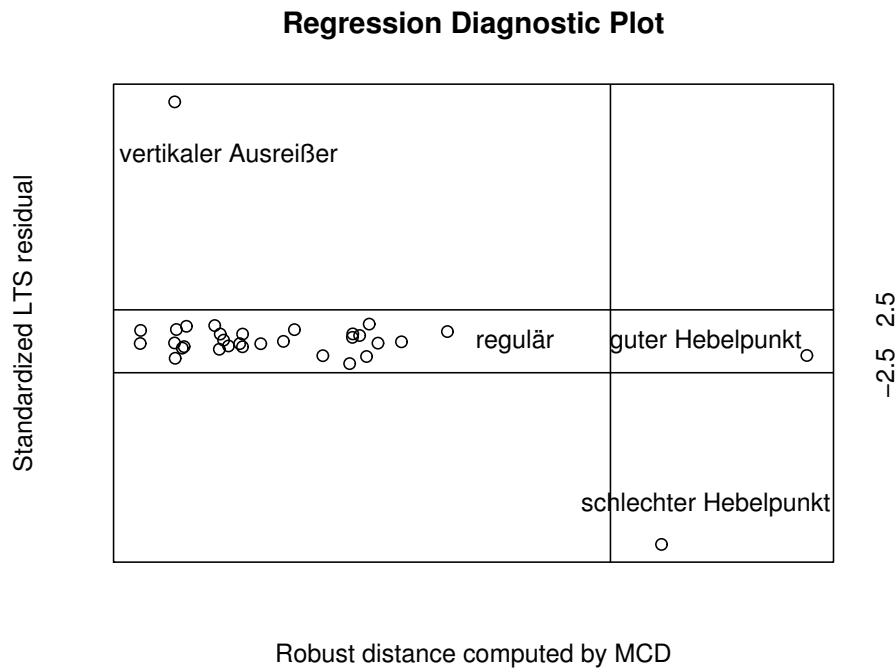 Regression Diagnostic Plot
vertikaler Ausreißer
Standardized LTS residual
2.5
regulär
guter Hebelpunkt
−2.5
schlechter Hebelpunkt
Robust distance computed by MCD